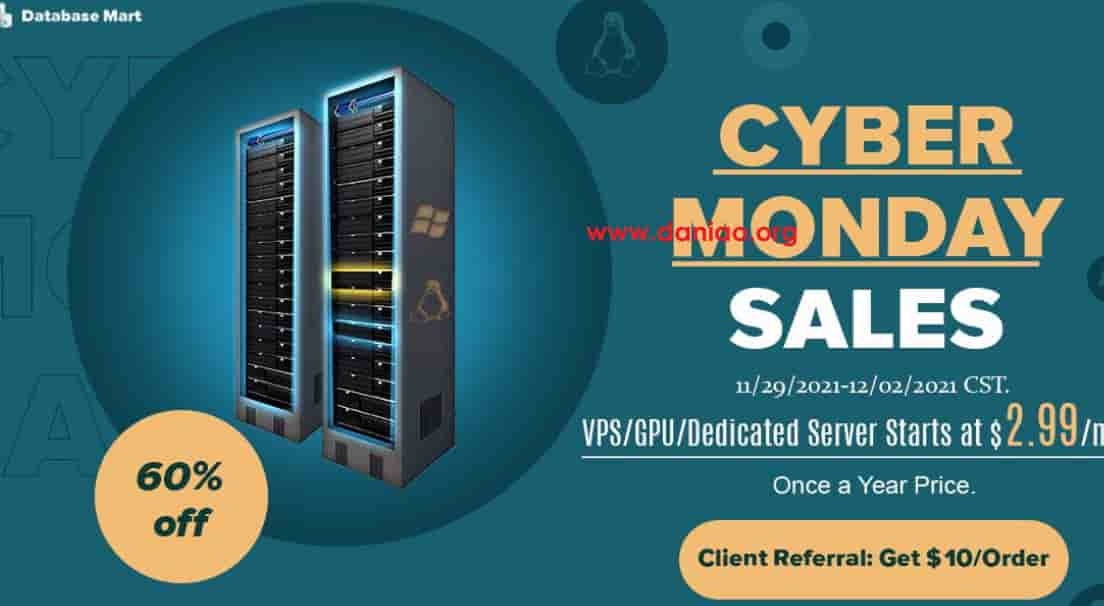 Database Mart
CYBER
MONDAY
www.daniao.org
SALES
11/29/2021-12/02/2021 CST.
VPS/GPU/Dedicated Server Starts at $2.99/m
Once a Year Price.
60%
off
Client Referral: Get $10/Order